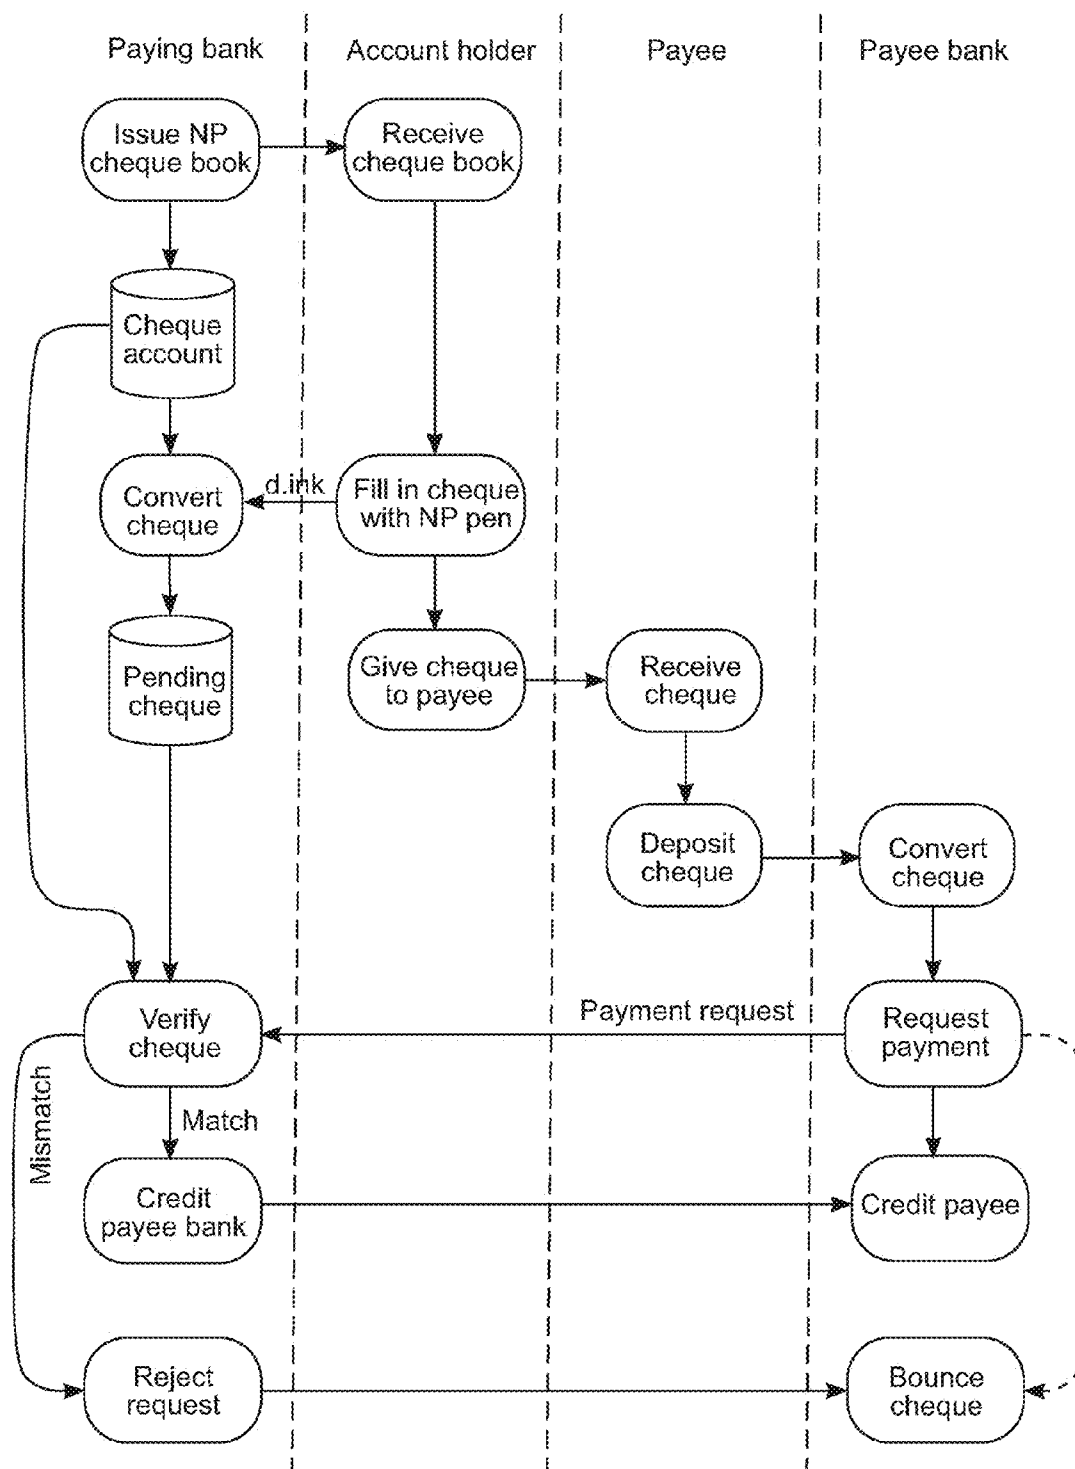 Paying bank
Account holder
Payee
Payee bank
Issue NP
cheque book
Receive
cheque book
Cheque
account
Convert
cheque
d.ink
Fill in cheque
with NP pen
Pending
cheque
Give cheque
to payee
Receive
cheque
Deposit
cheque
Convert
cheque
Verify
cheque
Payment request
Request
payment
Mismatch
Match
Credit
payee bank
Credit payee
Reject
request
Bounce
cheque